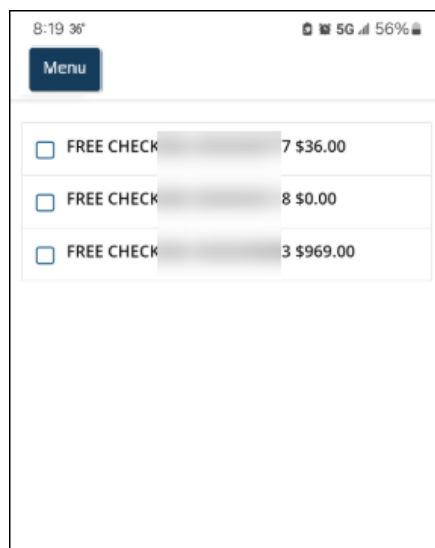 8:19 36° 5G 56%
Menu
FREE CHECK 7 $36.00
FREE CHECK 8 $0.00
FREE CHECK 3 $969.00